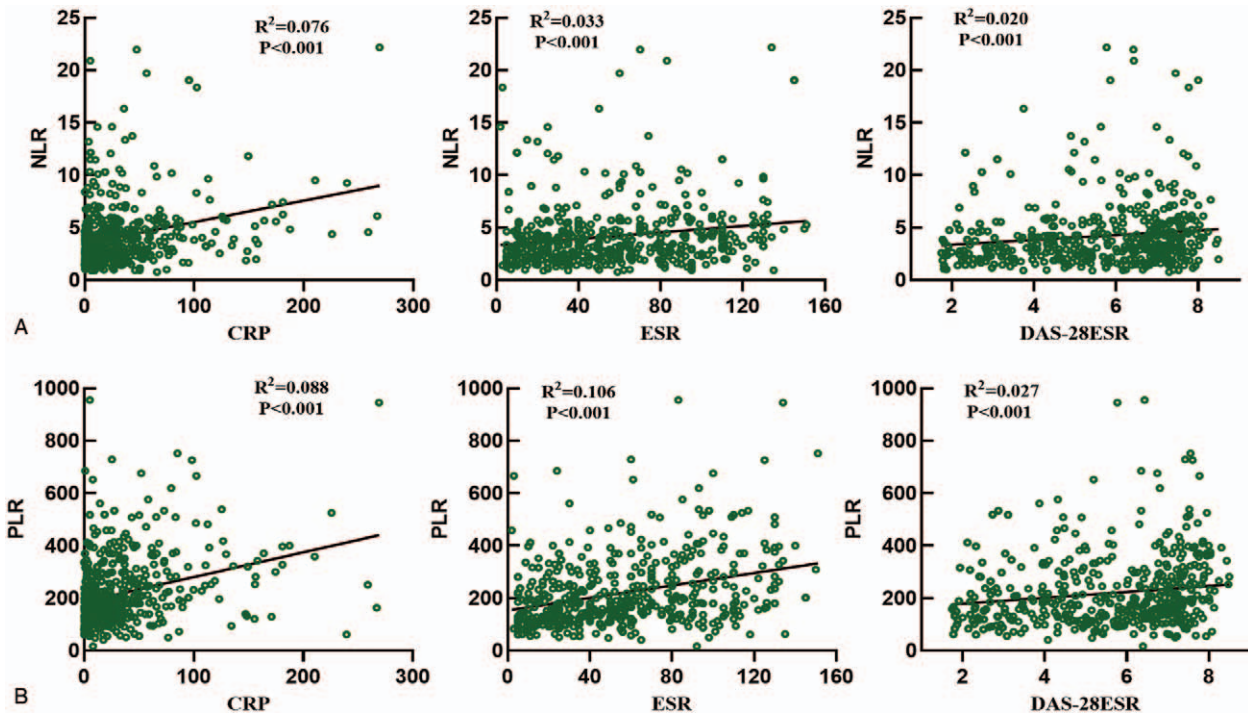 R²=0.076
P<0.001
R²=0.033
P<0.001
R²=0.020
P<0.001
25
20
15
10
5
0
NLR
0
100
200
300
CRP
25
20
15
10
5
0
NLR
0
40
80
120
160
ESR
25
20
15
10
5
0
NLR
2
4
6
8
DAS-28ESR
A
R²=0.088
P<0.001
R²=0.106
P<0.001
R²=0.027
P<0.001
1000
800
600
400
200
0
PLR
0
100
200
300
CRP
1000
800
600
400
200
0
PLR
0
40
80
120
160
ESR
1000
800
600
400
200
0
PLR
2
4
6
8
DAS-28ESR
B